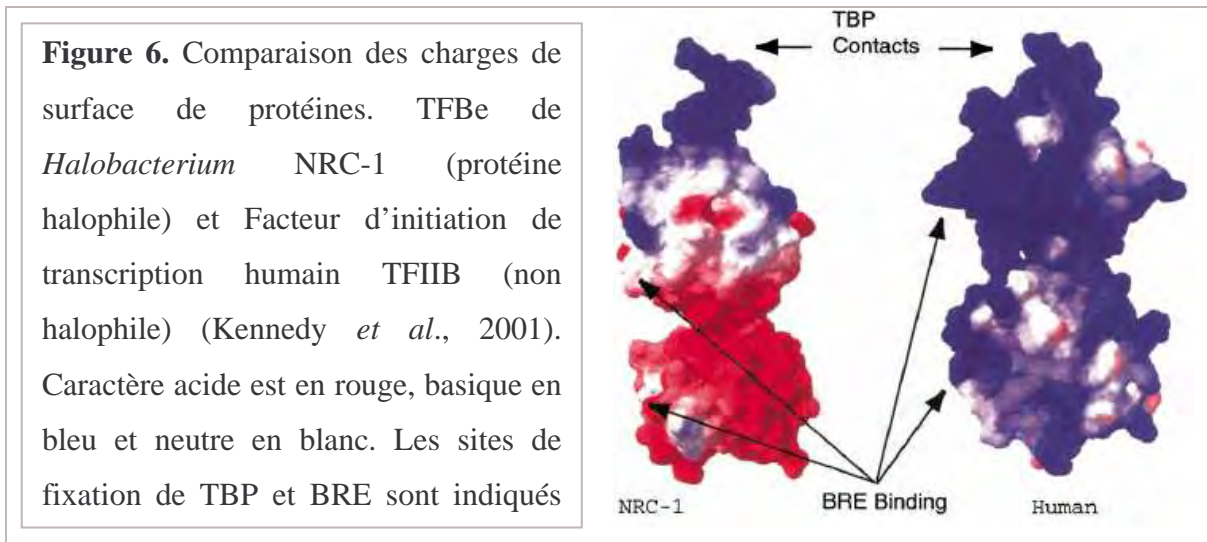 Figure 6. Comparaison des charges de
surface de protéines. TFBe de
Halobacterium NRC-1 (protéine
halophile) et Facteur d'initiation de
transcription humain TFIIB (non
halophile) (Kennedy et al., 2001).
Caractère acide est en rouge, basique en
bleu et neutre en blanc. Les sites de
fixation de TBP et BRE sont indiqués
TBP
Contacts
NRC-1
BRE Binding
Human